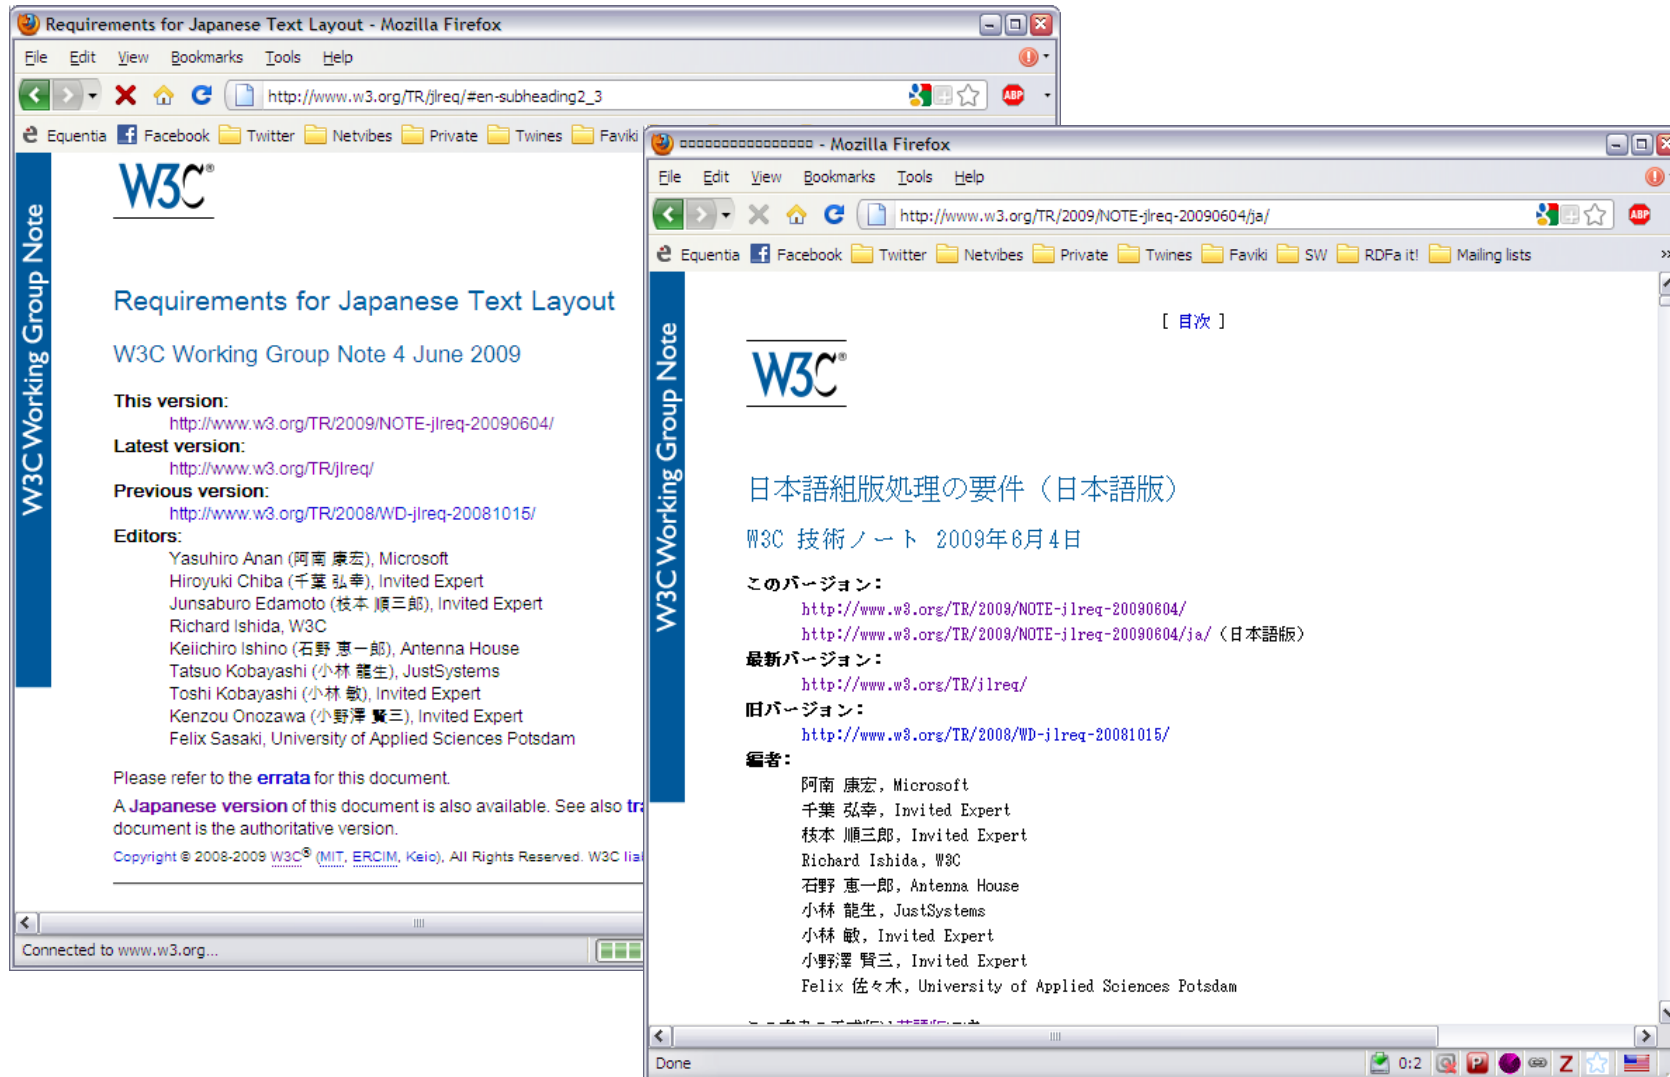 Requirements for Japanese Text Layout - Mozilla Firefox
File Edit View Bookmarks Tools Help
http://www.w3.org/TR/jlreq/#en-subheading2_3
ABP
Equentia Facebook Twitter Netvibes Private Twines Faviki
W3C Working Group Note
W3C®
Requirements for Japanese Text Layout
W3C Working Group Note 4 June 2009
This version:
http://www.w3.org/TR/2009/NOTE-jlreq-20090604/
Latest version:
http://www.w3.org/TR/jlreq/
Previous version:
http://www.w3.org/TR/2008/WD-jlreq-20081015/
Editors:
Yasuhiro Anan (阿南 康宏), Microsoft
Hiroyuki Chiba (千葉 弘幸), Invited Expert
Junsaburo Edamoto (枝本 順三郎), Invited Expert
Richard Ishida, W3C
Keiichiro Ishino (石野 恵一郎), Antenna House
Tatsuo Kobayashi (小林 龍生), JustSystems
Toshi Kobayashi (小林 敏), Invited Expert
Kenzou Onozawa (小野澤 賢三), Invited Expert
Felix Sasaki, University of Applied Sciences Potsdam
Please refer to the errata for this document.
A Japanese version of this document is also available. See also tra
document is the authoritative version.
Copyright © 2008-2009 W3C® (MIT, ERCIM, Keio), All Rights Reserved. W3C lia
Connected to www.w3.org...
- Mozilla Firefox
File Edit View Bookmarks Tools Help
http://www.w3.org/TR/2009/NOTE-jlreq-20090604/ja/
ABP
Equentia Facebook Twitter Netvibes Private Twines Faviki SW RDFa it! Mailing lists
W3C Working Group Note
[ 目次 ]
W3C®
日本語組版処理の要件（日本語版）
W3C 技術ノート 2009年6月4日
このバージョン：
http://www.w3.org/TR/2009/NOTE-jlreq-20090604/
http://www.w3.org/TR/2009/NOTE-jlreq-20090604/ja/（日本語版）
最新バージョン：
http://www.w3.org/TR/jlreq/
旧バージョン：
http://www.w3.org/TR/2008/WD-jlreq-20081015/
編者：
阿南 康宏, Microsoft
千葉 弘幸, Invited Expert
枝本 順三郎, Invited Expert
Richard Ishida, W3C
石野 恵一郎, Antenna House
小林 龍生, JustSystems
小林 敏, Invited Expert
小野澤 賢三, Invited Expert
Felix 佐々木, University of Applied Sciences Potsdam
Done
0:2